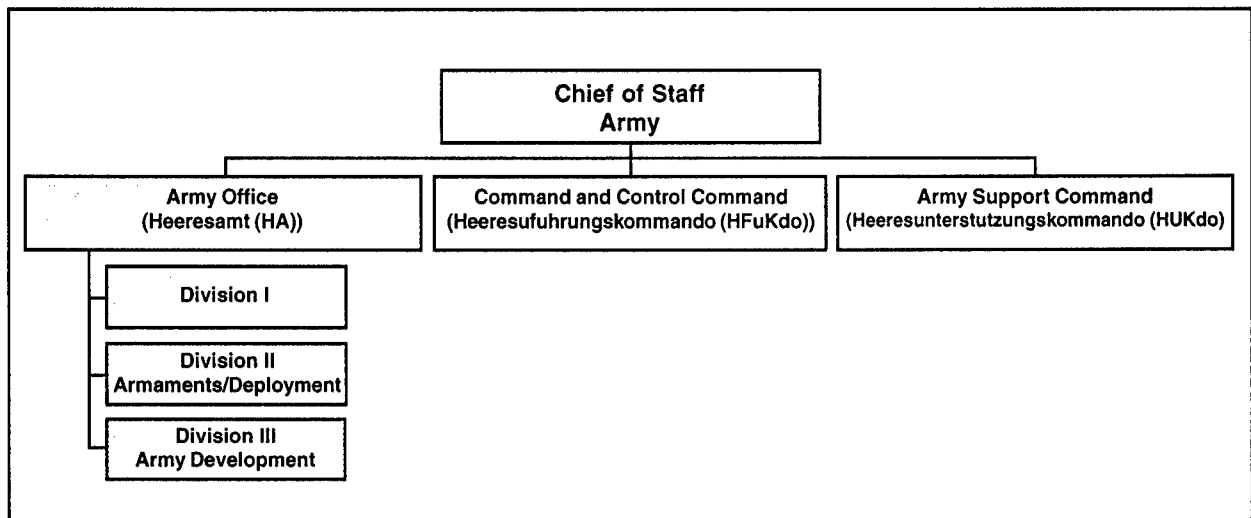 Chief of Staff
Army
Army Office
(Heeresamt (HA))
Command and Control Command
(Heeresufuhrungskommando (HFuKdo))
Army Support Command
(Heeresunterstutzungskommando (HUKdo)
Division I
Division II
Armaments/Deployment
Division III
Army Development